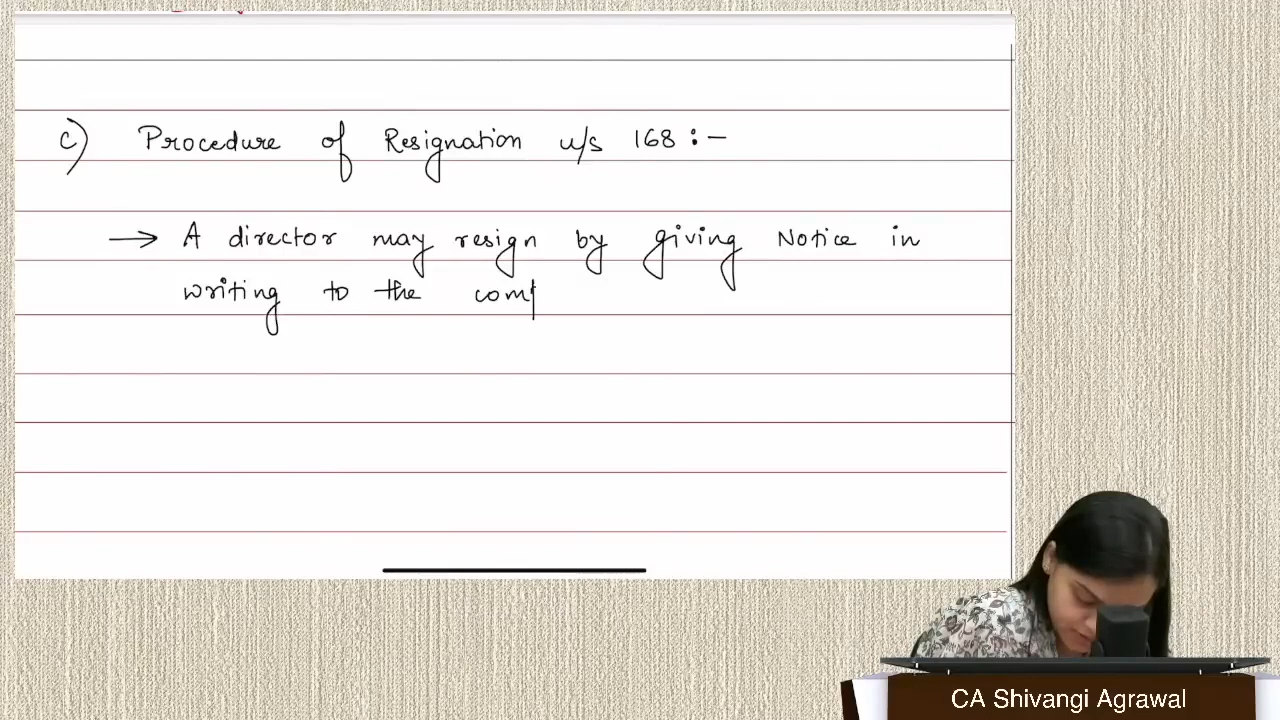 c) Procedure of Resignation u/s 168 :-
→ A director may resign by giving Notice in
writing to the comp
CA Shivangi Agrawal